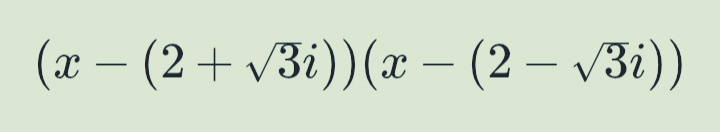 (x − (2 + √3i))(x − (2 − √3i))